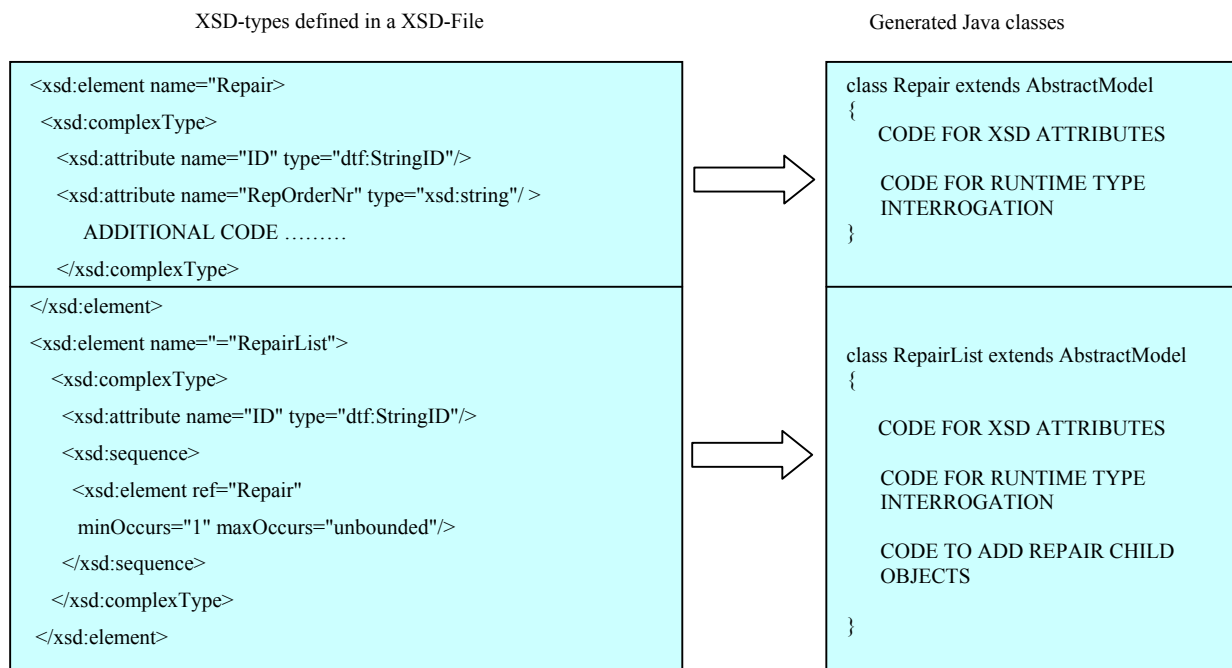 XSD-types defined in a XSD-File
Generated Java classes
<xsd:element name="Repair>
<xsd:complexType>
<xsd:attribute name="ID" type="dtf:StringID"/>
<xsd:attribute name="RepOrderNr" type="xsd:string"/ >
ADDITIONAL CODE ………
</xsd:complexType>
</xsd:element>
<xsd:element name="="RepairList">
<xsd:complexType>
<xsd:attribute name="ID" type="dtf:StringID"/>
<xsd:sequence>
<xsd:element ref="Repair"
minOccurs="1" maxOccurs="unbounded"/>
</xsd:sequence>
</xsd:complexType>
</xsd:element>
class Repair extends AbstractModel
{
CODE FOR XSD ATTRIBUTES
CODE FOR RUNTIME TYPE
INTERROGATION
}
class RepairList extends AbstractModel
{
CODE FOR XSD ATTRIBUTES
CODE FOR RUNTIME TYPE
INTERROGATION
CODE TO ADD REPAIR CHILD
OBJECTS
}